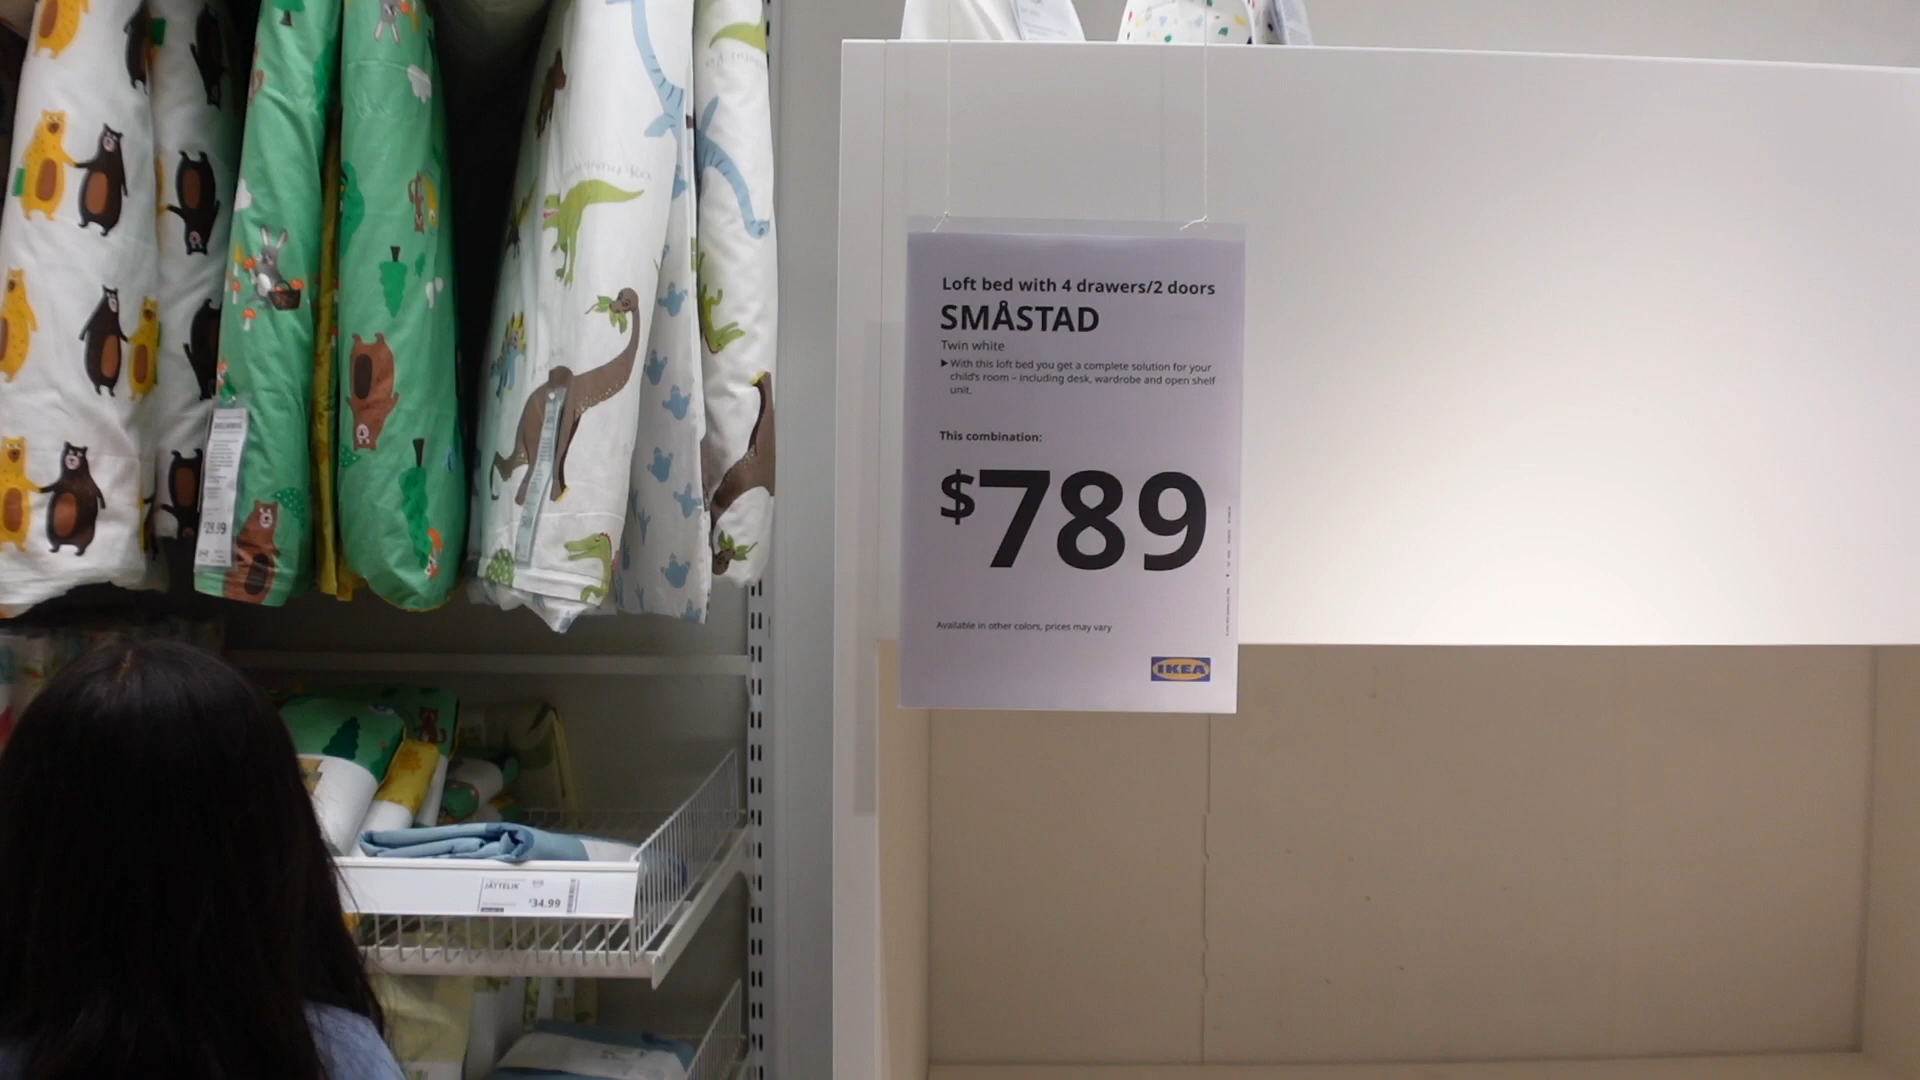 Loft bed with 4 drawers/2 doors
SMÅSTAD
Twin white
▶ With this loft bed you get a complete solution for your
child's room – including desk, wardrobe and open shelf
unit.
This combination:
$789
Available in other colors, prices may vary
IKEA
JÄTTELIK
$34.99
$29.99